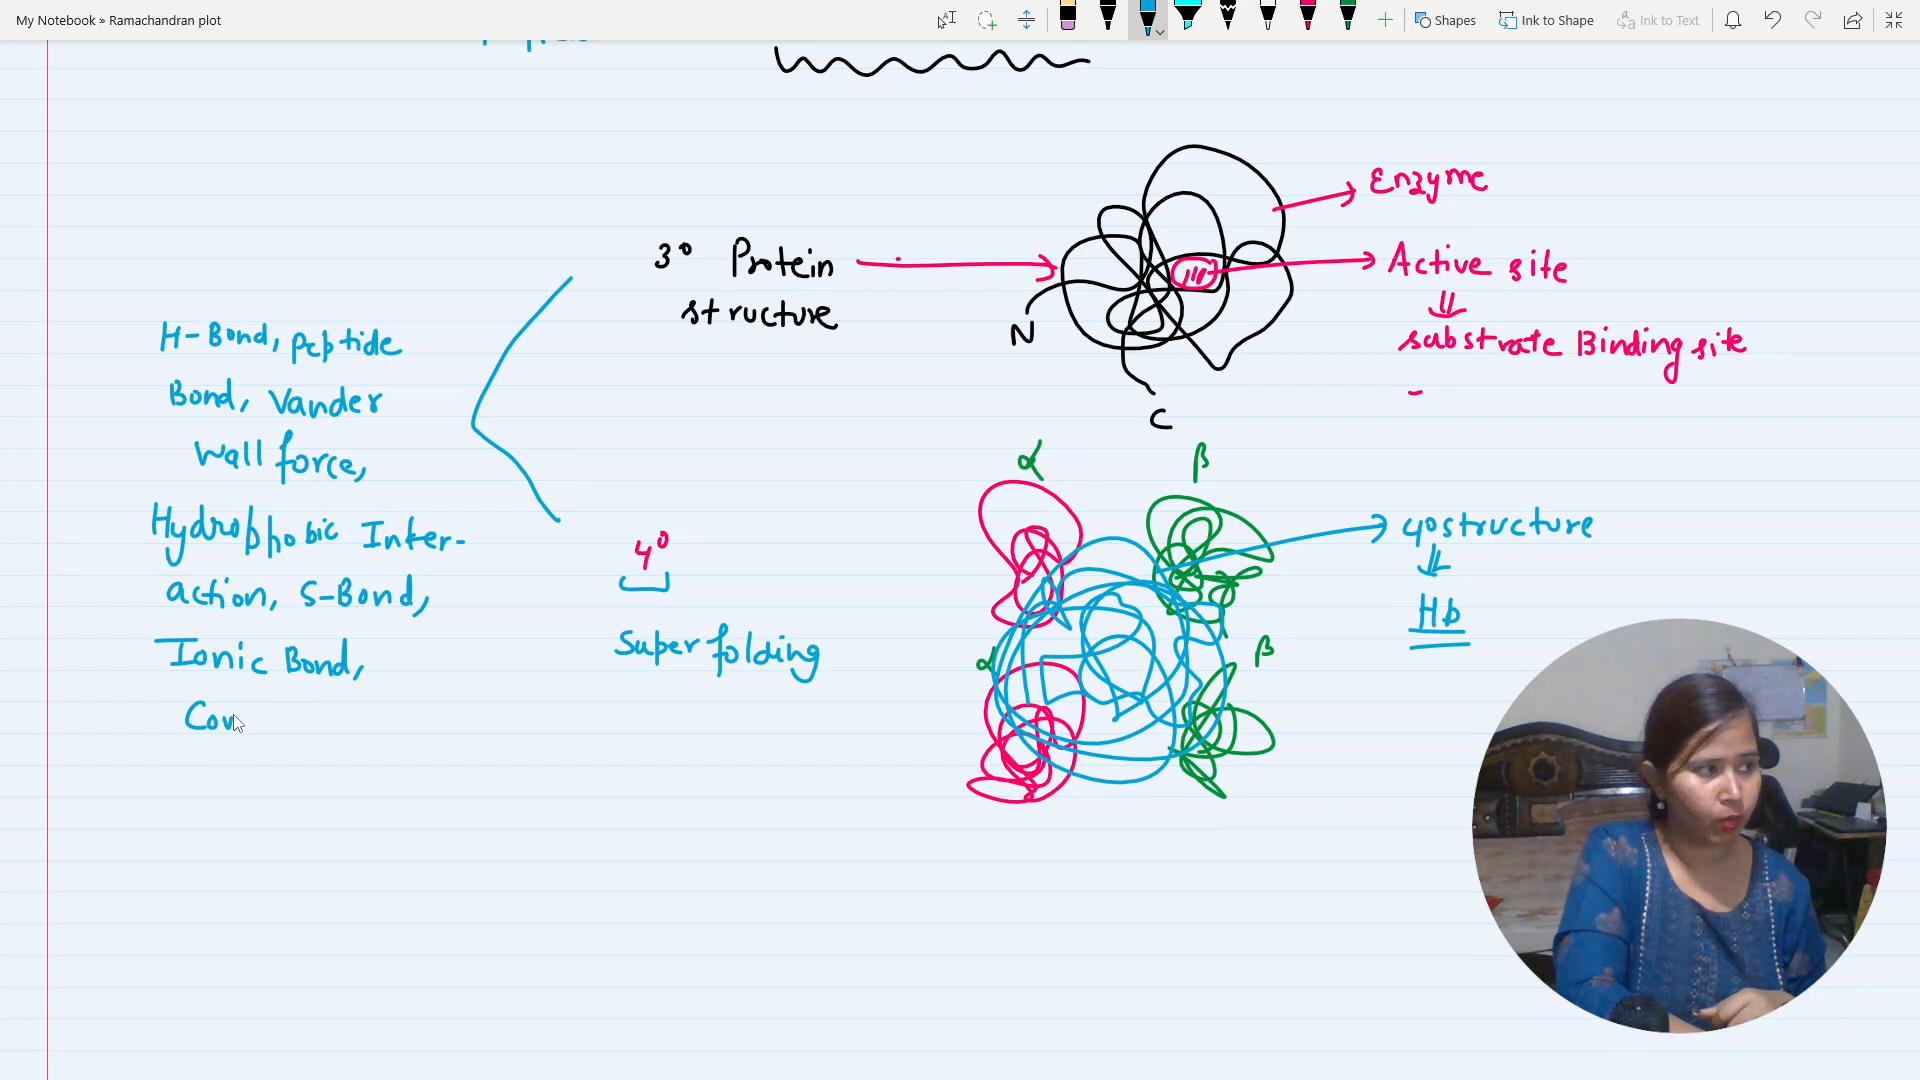 My Notebook » Ramachandran plot
Shapes
Ink to Shape
Ink to Text
Enzyme
3° Protein
structure
Active site
substrate Binding site
N
C
H-Bond, Peptide
Bond, Vander
Wall force,
Hydrophobic Inter-
action, S-Bond,
Ionic Bond,
Cov
4°
Super folding
α
β
α
β
4° structure
Hb